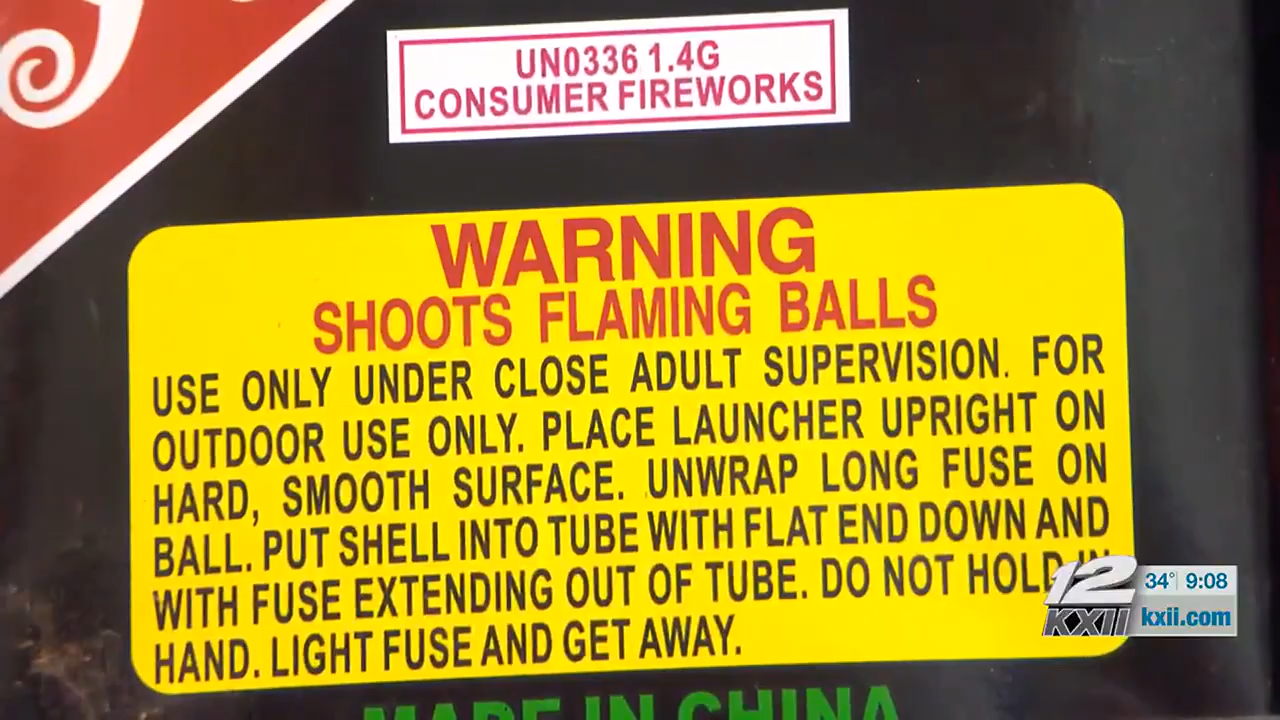 UN0336 1.4G
CONSUMER FIREWORKS
WARNING
SHOOTS FLAMING BALLS
USE ONLY UNDER CLOSE ADULT SUPERVISION. FOR
OUTDOOR USE ONLY. PLACE LAUNCHER UPRIGHT ON
HARD, SMOOTH SURFACE. UNWRAP LONG FUSE ON
BALL. PUT SHELL INTO TUBE WITH FLAT END DOWN AND
WITH FUSE EXTENDING OUT OF TUBE. DO NOT HOLD IN
HAND. LIGHT FUSE AND GET AWAY.
MADE IN CHINA
12
KXII
34° 9:08
kxii.com